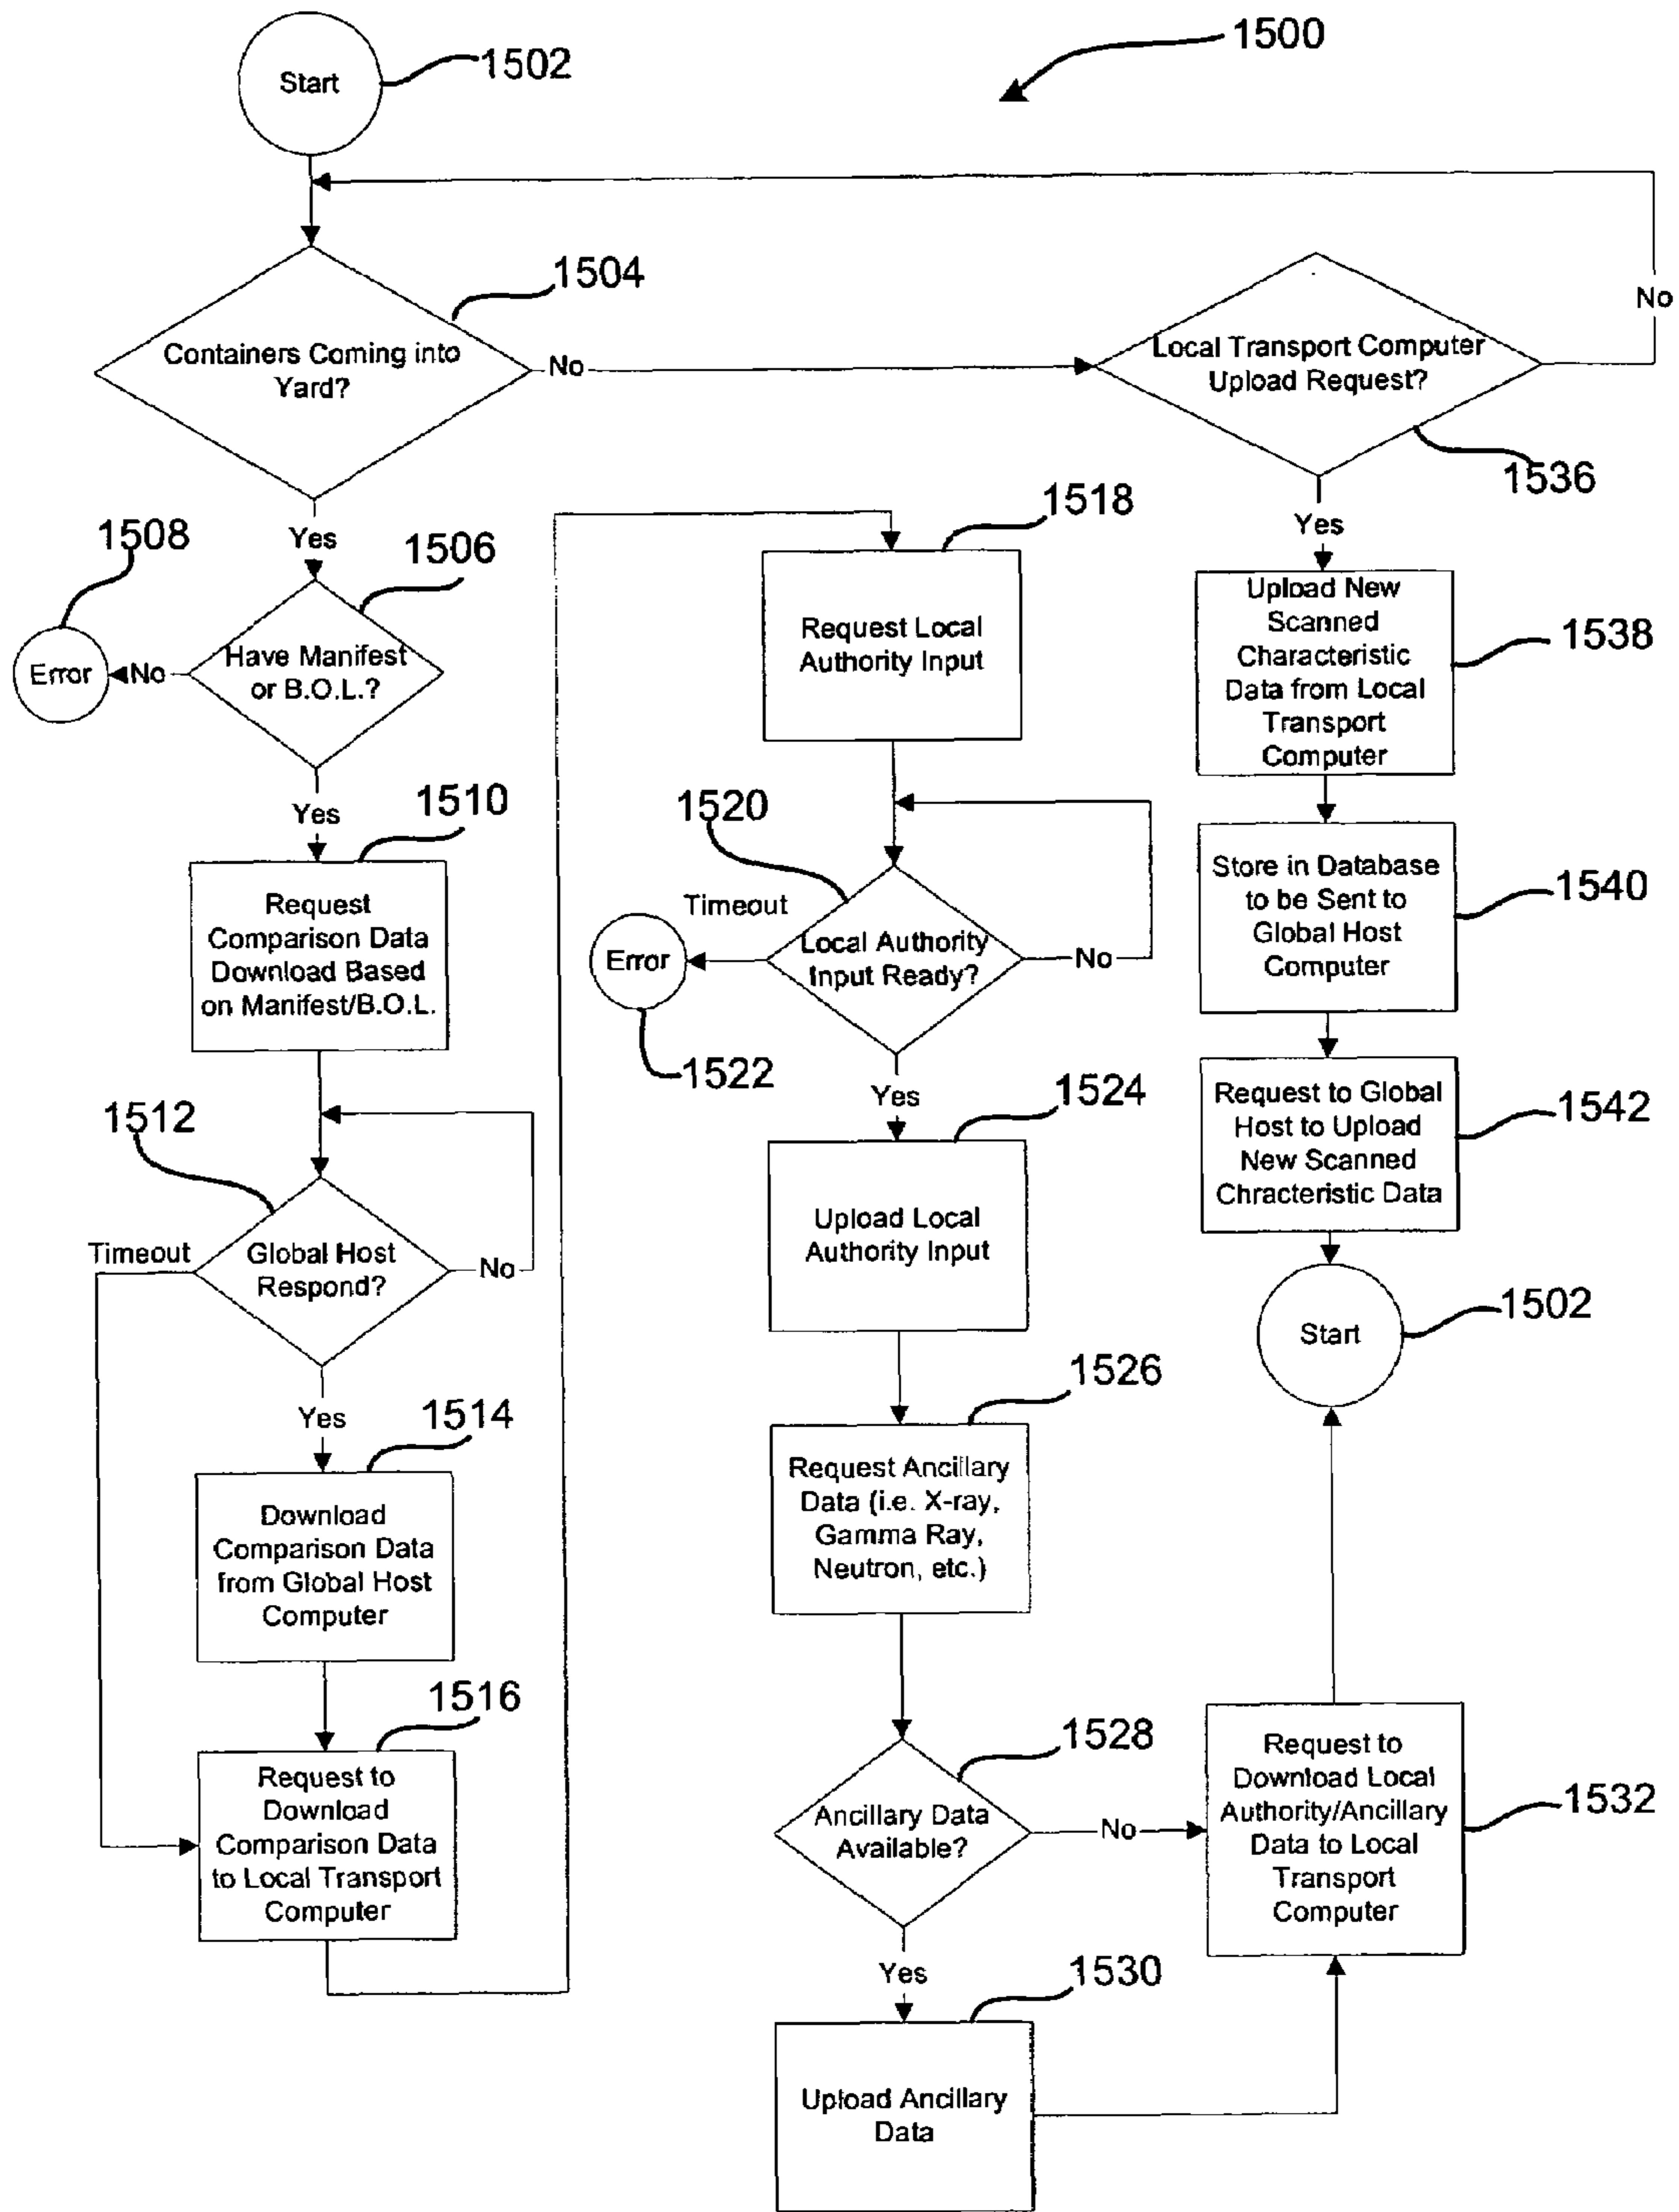 1500
Start
1502
Containers Coming into
Yard?
1504
No
Local Transport Computer
Upload Request?
1536
No
Yes
1508
Error
No
Have Manifest
or B.O.L.?
1506
Yes
Request
Comparison Data
Download Based
on Manifest/B.O.L.
1510
1512
Timeout
Global Host
Respond?
No
Yes
Download
Comparison Data
from Global Host
Computer
1514
Request to
Download
Comparison Data
to Local Transport
Computer
1516
Request Local
Authority Input
1518
1520
Timeout
Error
1522
Local Authority
Input Ready?
No
Yes
Upload Local
Authority Input
1524
Request Ancillary
Data (i.e. X-ray,
Gamma Ray,
Neutron, etc.)
1526
Ancillary Data
Available?
1528
No
Yes
Upload Ancillary
Data
1530
Yes
Upload New
Scanned
Characteristic
Data from Local
Transport
Computer
1538
Store in Database
to be Sent to
Global Host
Computer
1540
Request to Global
Host to Upload
New Scanned
Chracteristic Data
1542
Start
1502
Request to
Download Local
Authority/Ancillary
Data to Local
Transport
Computer
1532